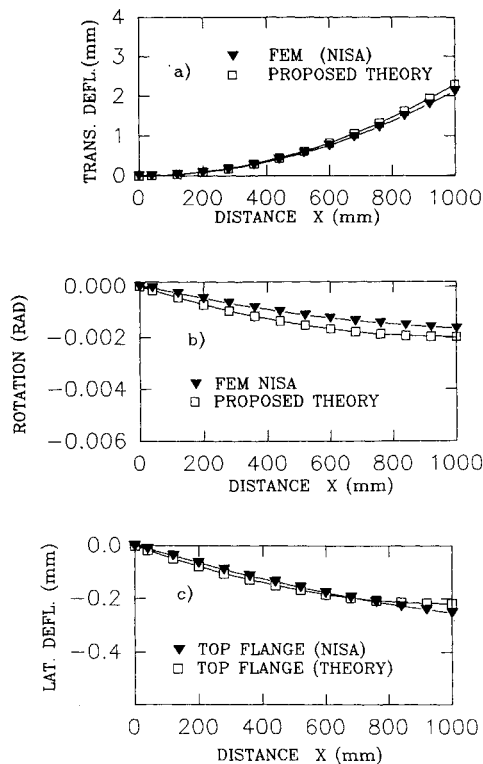 TRANS. DEFL.(mm)
4
3
2
1
0
a)
FEM (NISA)
PROPOSED THEORY
0 200 400 600 800 1000
DISTANCE X (mm)
ROTATION (RAD)
0.000
−0.002
−0.004
−0.006
b)
FEM NISA
PROPOSED THEORY
0 200 400 600 800 1000
DISTANCE X (mm)
LAT. DEFL. (mm)
0.0
−0.2
−0.4
c)
TOP FLANGE (NISA)
TOP FLANGE (THEORY)
0 200 400 600 800 1000
DISTANCE X (mm)